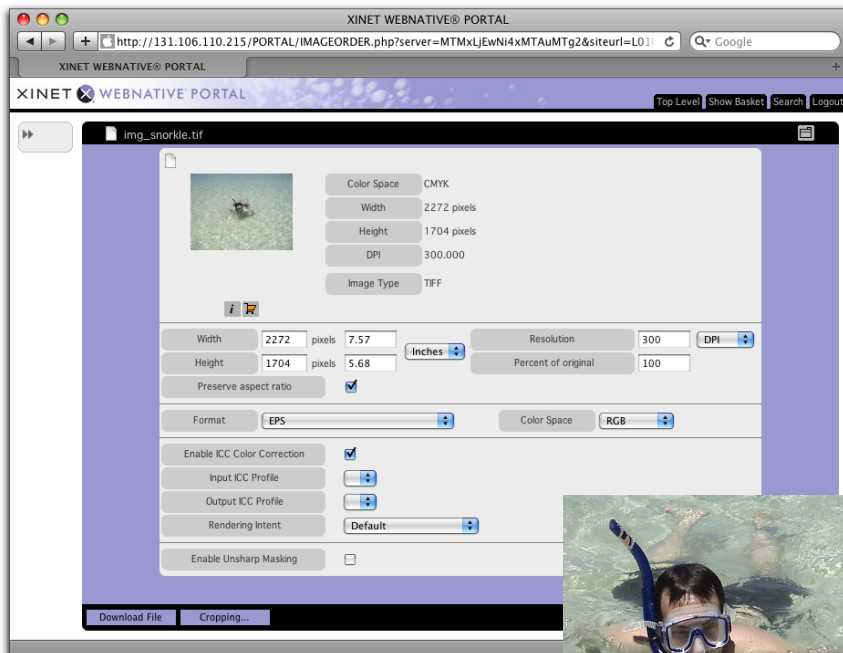 XINET WEBNATIVE® PORTAL
http://131.106.110.215/PORTAL/IMAGEORDER.php?server=MTMxLjEwNi4xMTAuMTg2&siteurl=L01
Google
XINET WEBNATIVE® PORTAL
XINET WEBNATIVE® PORTAL
Top Level Show Basket Search Logout
img_snorkle.tif
Color Space CMYK
Width 2272 pixels
Height 1704 pixels
DPI 300.000
Image Type TIFF
Width 2272 pixels 7.57 Inches Resolution 300 DPI
Height 1704 pixels 5.68 Percent of original 100
Preserve aspect ratio
Format EPS Color Space RGB
Enable ICC Color Correction
Input ICC Profile
Output ICC Profile
Rendering Intent Default
Enable Unsharp Masking
Download File Cropping...